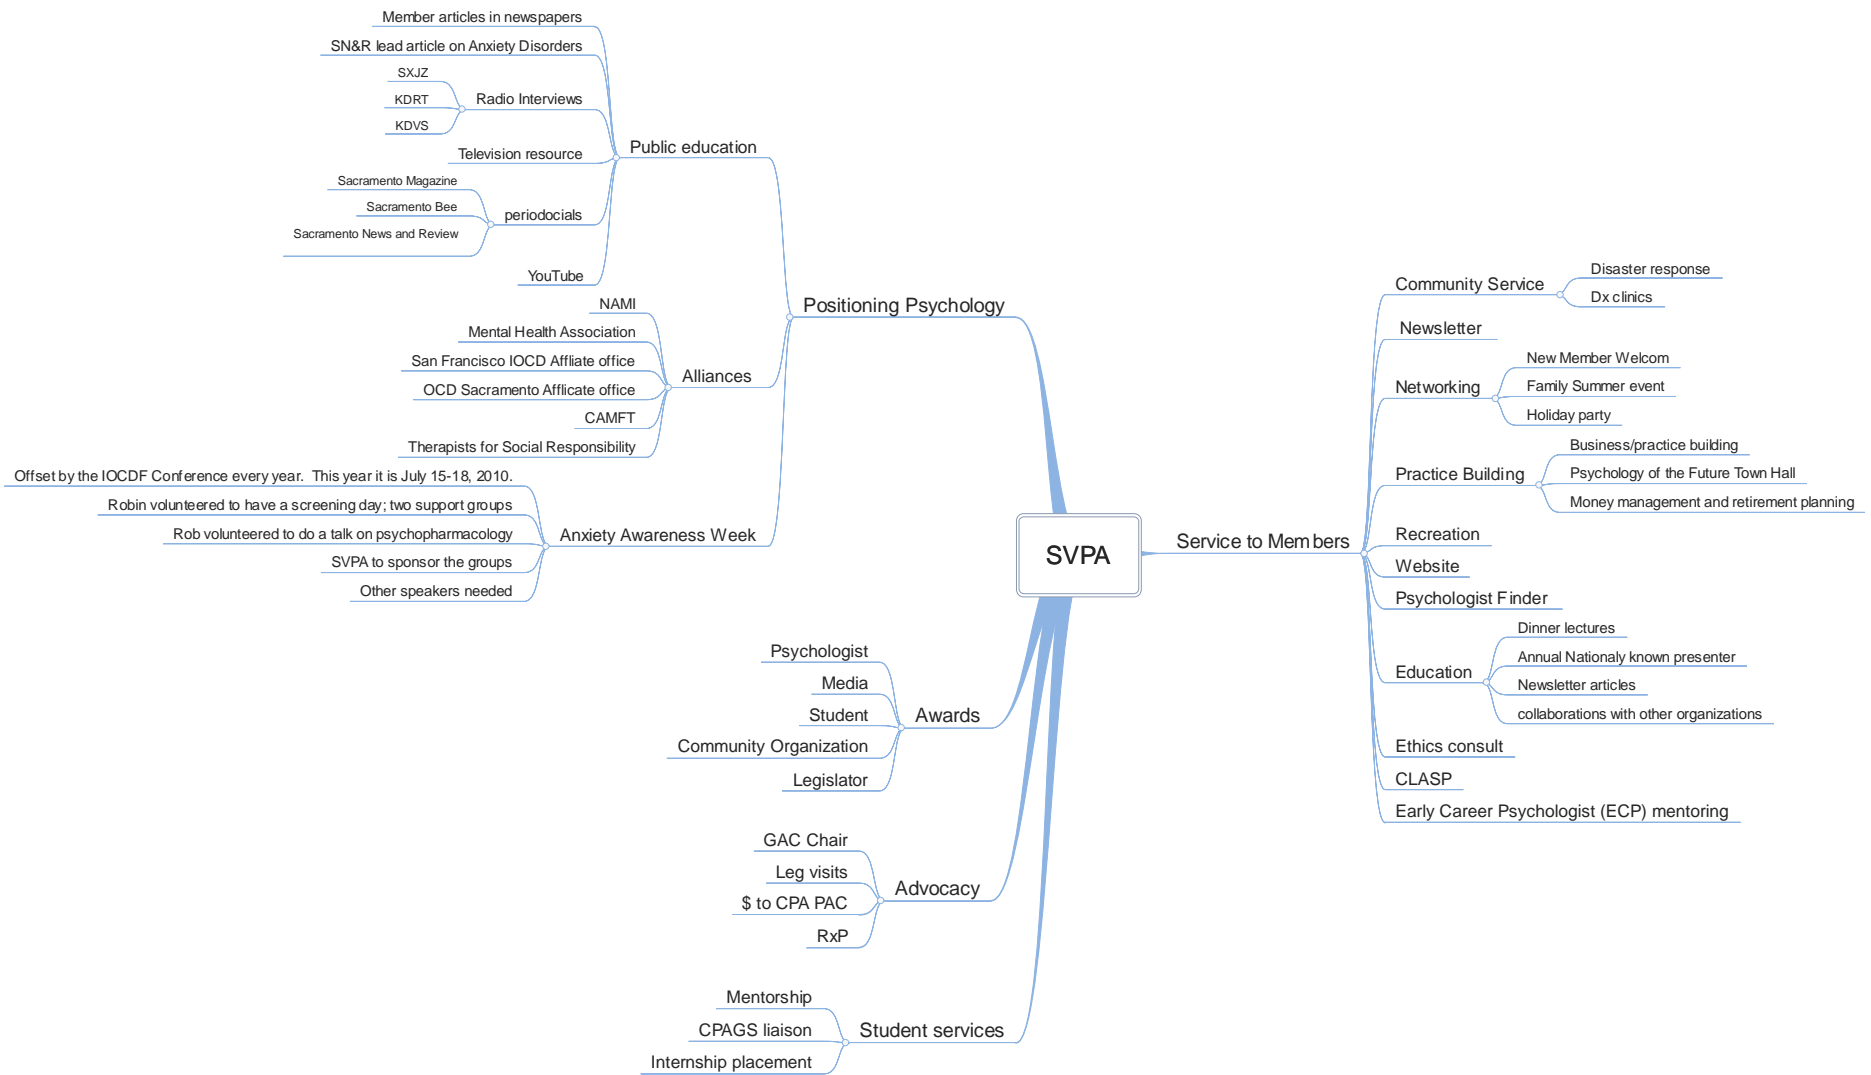 SVPA
Positioning Psychology
Public education
Member articles in newspapers
SN&R lead article on Anxiety Disorders
Radio Interviews
SXJZ
KDRT
KDVS
Television resource
periodocials
Sacramento Magazine
Sacramento Bee
Sacramento News and Review
YouTube
Alliances
NAMI
Mental Health Association
San Francisco IOCD Affliate office
OCD Sacramento Afflicate office
CAMFT
Therapists for Social Responsibility
Anxiety Awareness Week
Offset by the IOCDF Conference every year.  This year it is July 15-18, 2010.
Robin volunteered to have a screening day; two support groups
Rob volunteered to do a talk on psychopharmacology
SVPA to sponsor the groups
Other speakers needed
Awards
Psychologist
Media
Student
Community Organization
Legislator
Advocacy
GAC Chair
Leg visits
$ to CPA PAC
RxP
Student services
Mentorship
CPAGS liaison
Internship placement
Service to Members
Community Service
Disaster response
Dx clinics
Newsletter
Networking
New Member Welcom
Family Summer event
Holiday party
Practice Building
Business/practice building
Psychology of the Future Town Hall
Money management and retirement planning
Recreation
Website
Psychologist Finder
Education
Dinner lectures
Annual Nationaly known presenter
Newsletter articles
collaborations with other organizations
Ethics consult
CLASP
Early Career Psychologist (ECP) mentoring